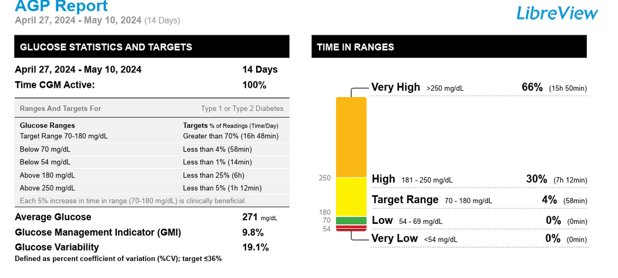 AGP Report
April 27, 2024 - May 10, 2024 (14 Days)
LibreView
GLUCOSE STATISTICS AND TARGETS
April 27, 2024 - May 10, 2024 14 Days
Time CGM Active: 100%
Ranges And Targets For Type 1 or Type 2 Diabetes
Glucose Ranges Targets % of Readings (Time/Day)
Target Range 70-180 mg/dL Greater than 70% (16h 48min)
Below 70 mg/dL Less than 4% (58min)
Below 54 mg/dL Less than 1% (14min)
Above 180 mg/dL Less than 25% (6h)
Above 250 mg/dL Less than 5% (1h 12min)
Each 5% increase in time in range (70-180 mg/dL) is clinically beneficial.
Average Glucose 271 mg/dL
Glucose Management Indicator (GMI) 9.8%
Glucose Variability 19.1%
Defined as percent coefficient of variation (%CV); target ≤36%
TIME IN RANGES
Very High >250 mg/dL 66% (15h 50min)
250
High 181 - 250 mg/dL 30% (7h 12min)
Target Range 70 - 180 mg/dL 4% (58min)
180
70
Low 54 - 69 mg/dL 0% (0min)
54
Very Low <54 mg/dL 0% (0min)